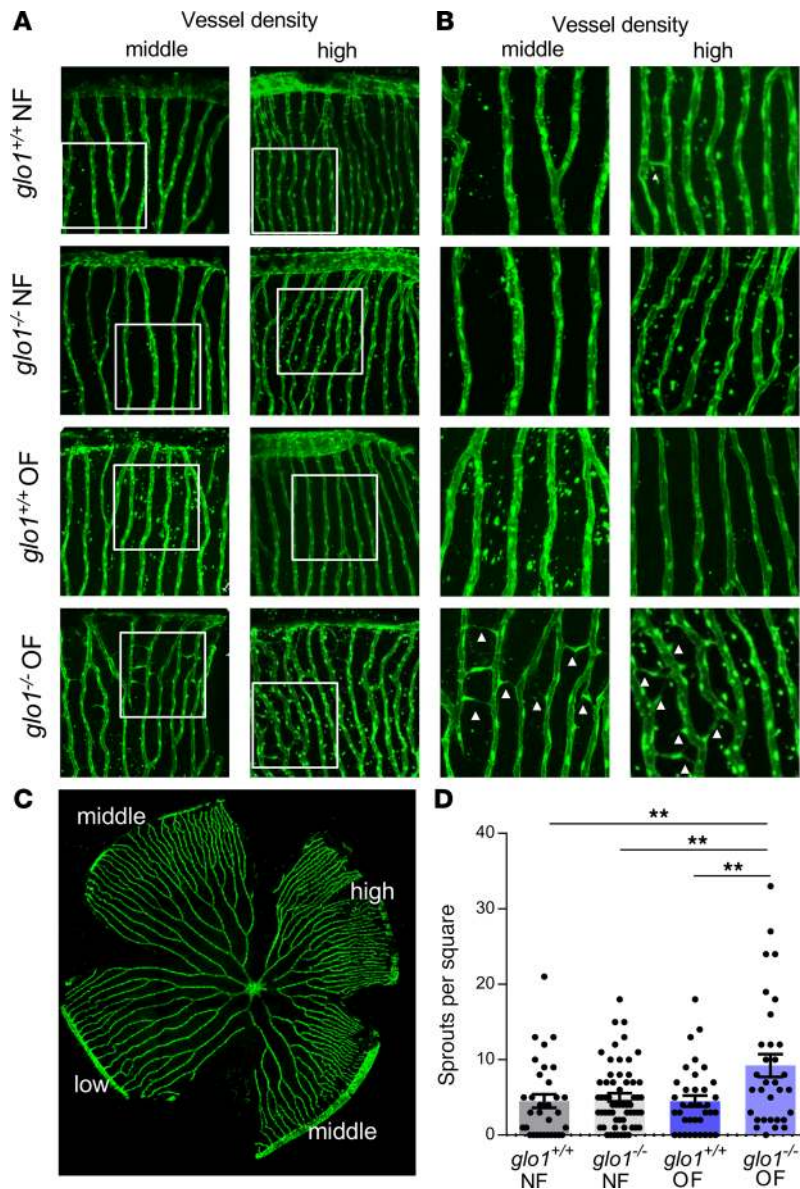 A
Vessel density
middle
high
B
Vessel density
middle
high
glo1+/+ NF
glo1-/- NF
glo1+/+ OF
glo1-/- OF
C
middle
high
low
middle
D
**
**
**
Sprouts per square
40
30
20
10
0
glo1+/+ NF
glo1-/- NF
glo1+/+ OF
glo1-/- OF